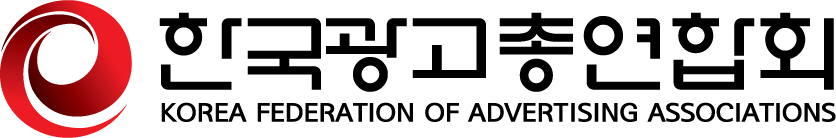 한국광고총연합회
KOREA FEDERATION OF ADVERTISING ASSOCIATIONS